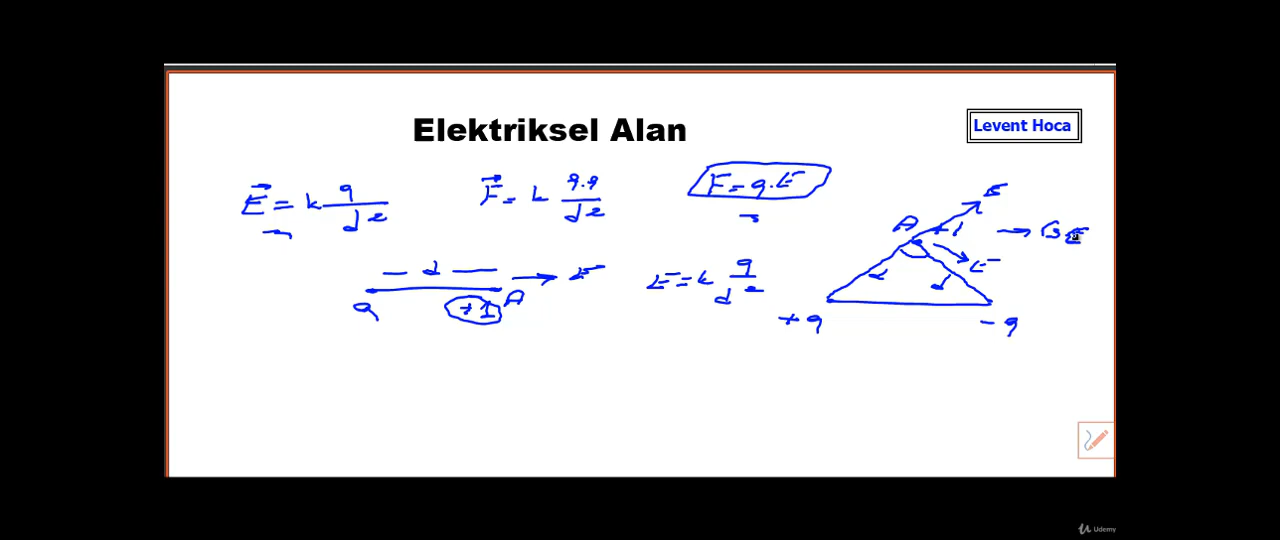 Elektriksel Alan
Levent Hoca
E = k q / d²
F = k q.q / d²
F = q.E
d
q +1 A E
E = k q / d²
A +1 E
E
d d
+q -q
Udemy